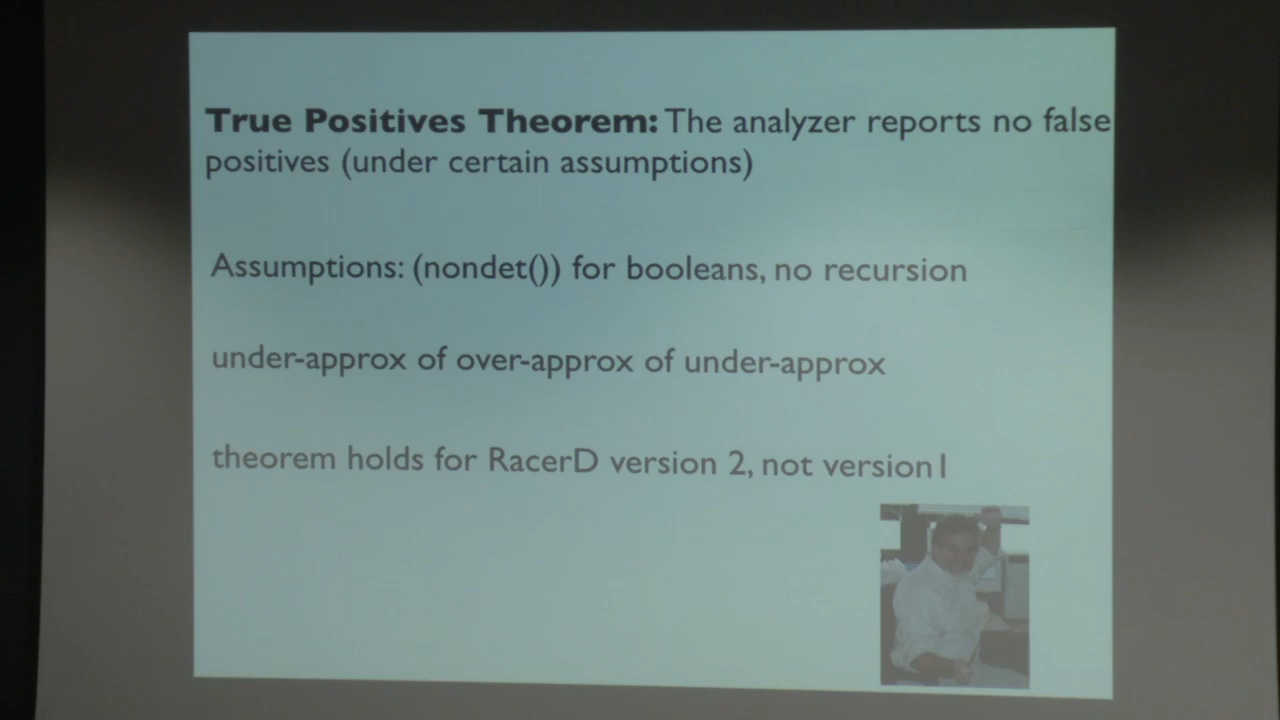 True Positives Theorem: The analyzer reports no false
positives (under certain assumptions)
Assumptions: (nondet()) for booleans, no recursion
under-approx of over-approx of under-approx
theorem holds for RacerD version 2, not version1